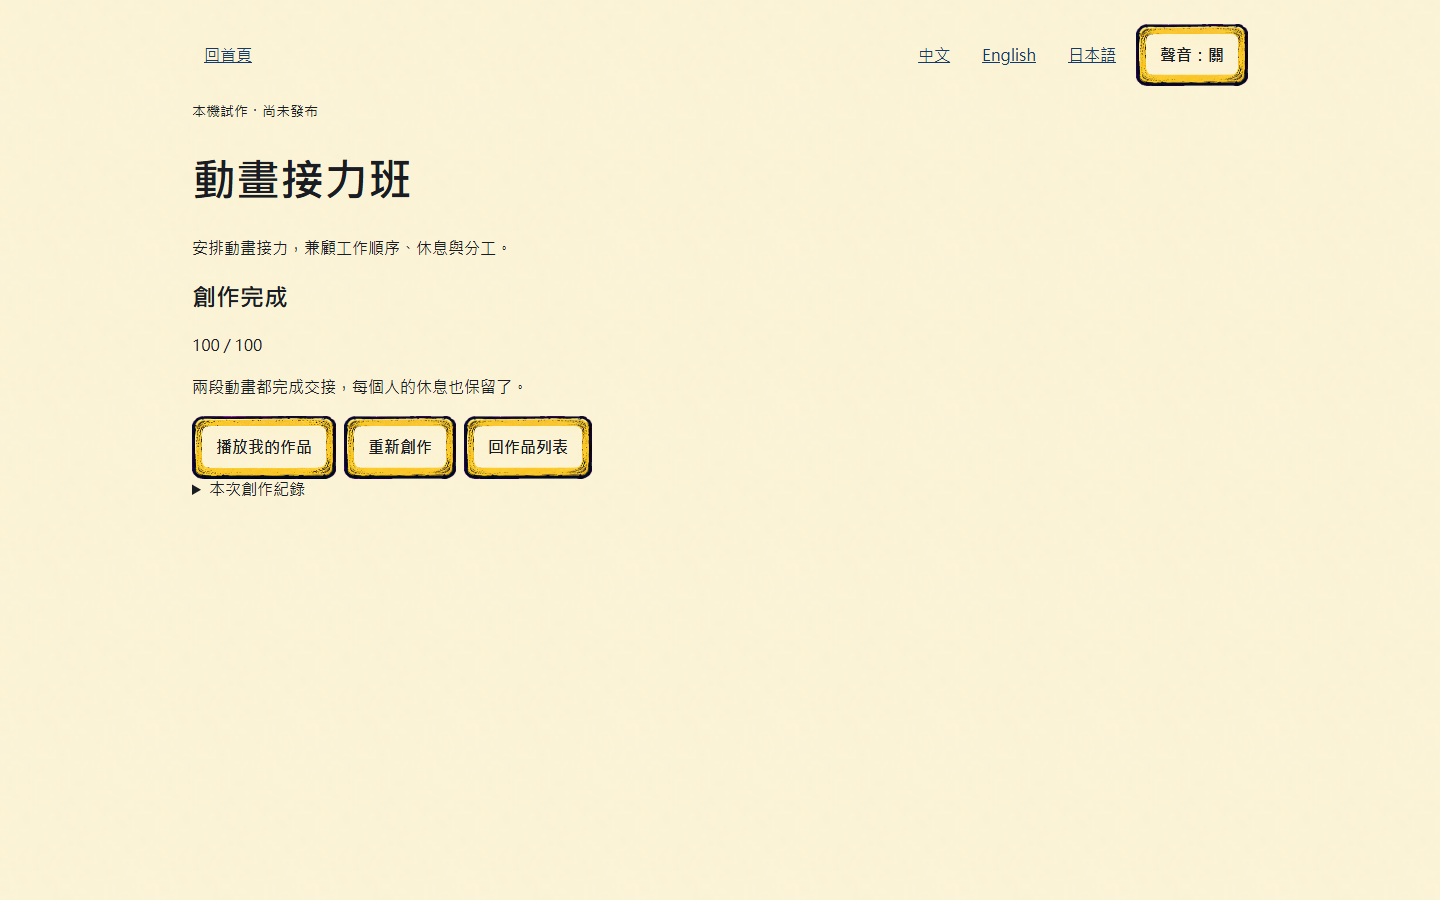 回首頁 中文 English 日本語 聲音：關
本機試作・尚未發布
動畫接力班
安排動畫接力，兼顧工作順序、休息與分工。
創作完成
100 / 100
兩段動畫都完成交接，每個人的休息也保留了。
播放我的作品 重新創作 回作品列表
▶ 本次創作紀錄